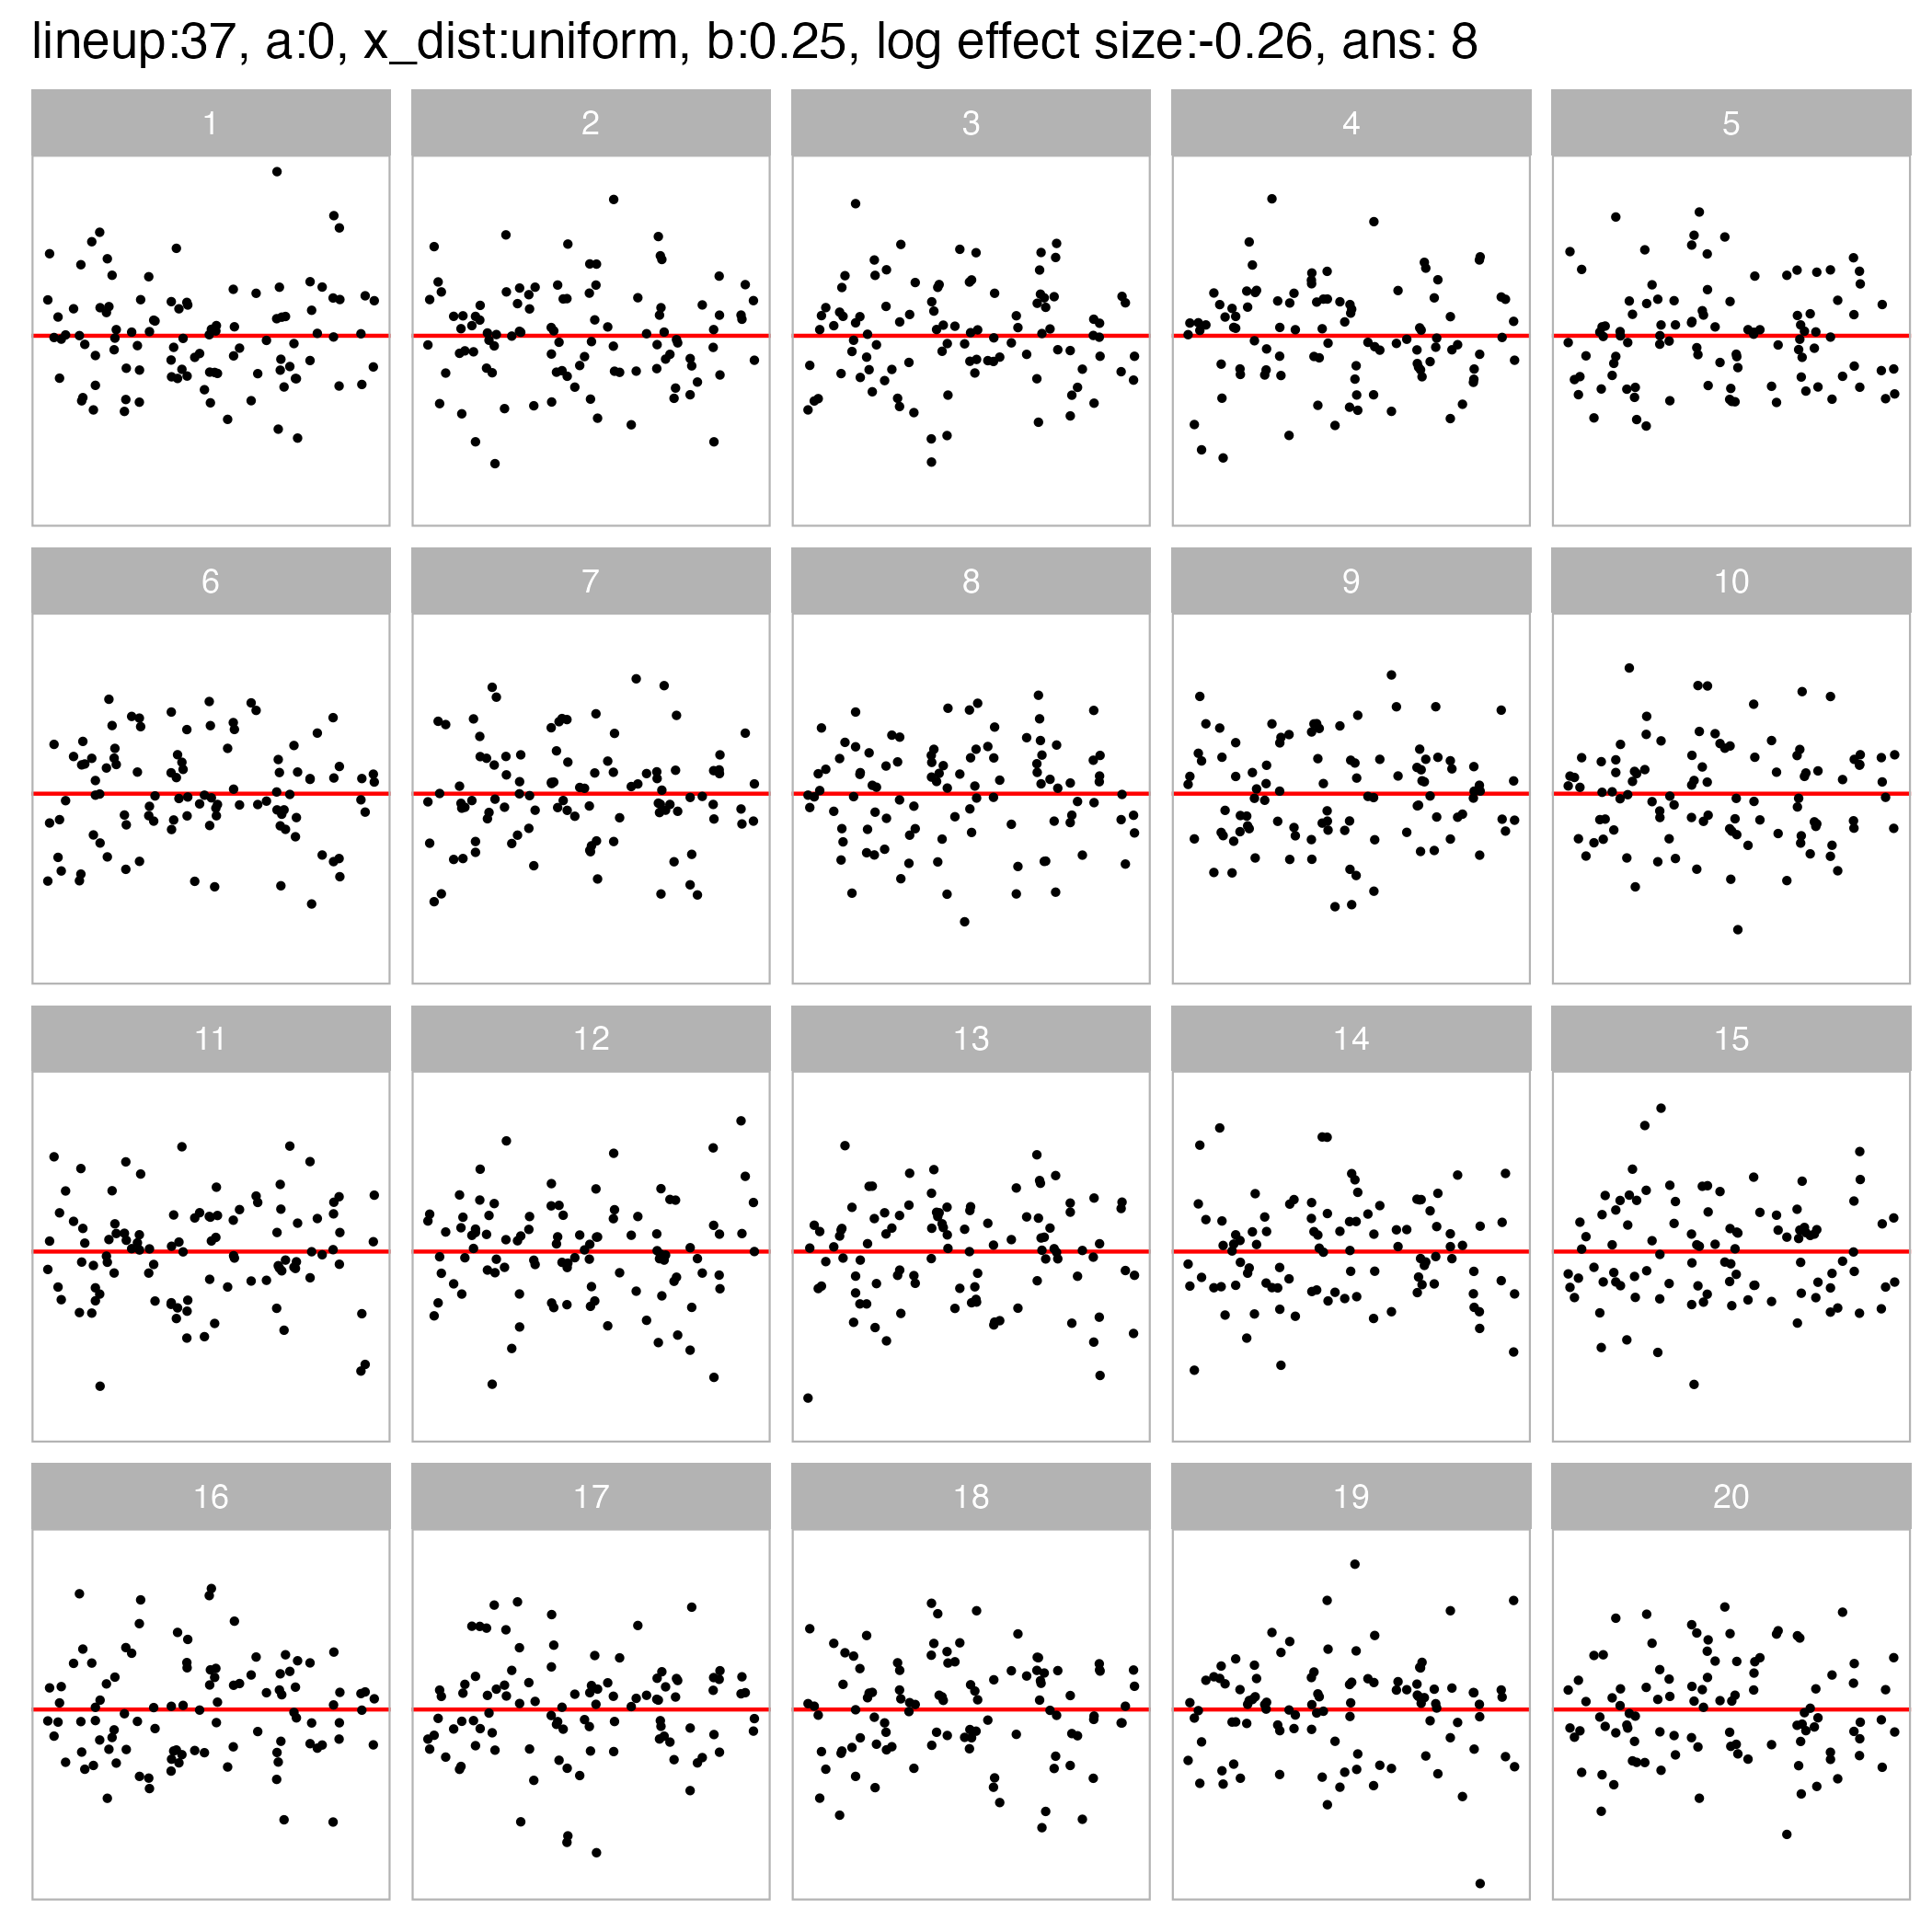 lineup:37, a:0, x_dist:uniform, b:0.25, log effect size:-0.26, ans: 8
1 2 3 4 5
6 7 8 9 10
11 12 13 14 15
16 17 18 19 20